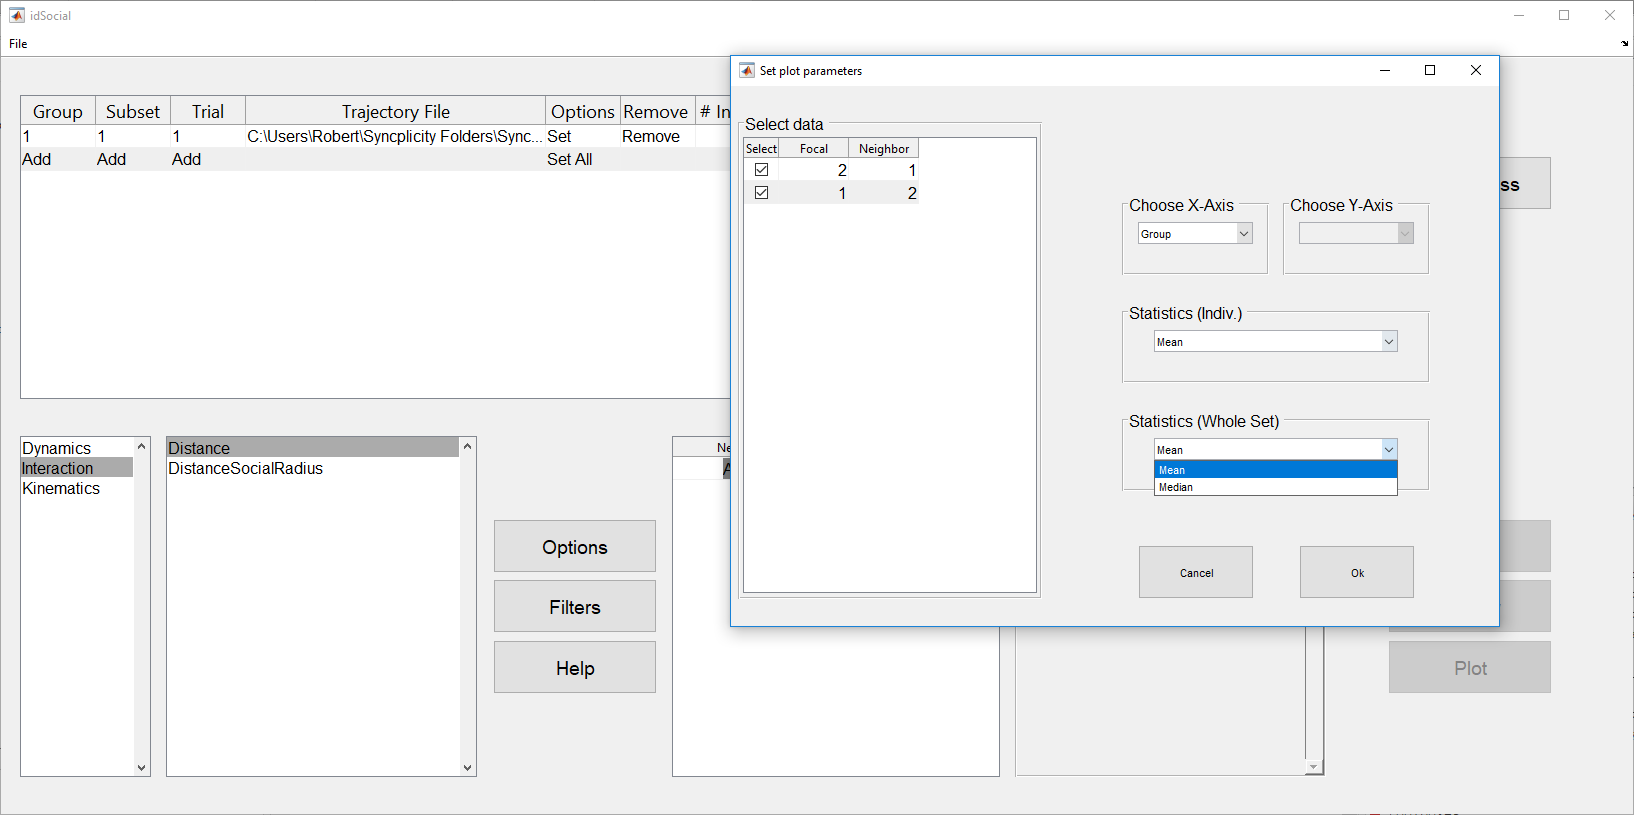 idSocial
File
Group Subset Trial Trajectory File Options Remove # In
1 1 1 C:\Users\Robert\Syncplicity Folders\Sync... Set Remove
Add Add Add Set All
Dynamics
Interaction
Kinematics
Distance
DistanceSocialRadius
Options
Filters
Help
Ne
A
ss
Plot
Set plot parameters
Select data
Select Focal Neighbor
2 1
1 2
Choose X-Axis
Group
Choose Y-Axis
Statistics (Indiv.)
Mean
Statistics (Whole Set)
Mean
Mean
Median
Cancel
Ok